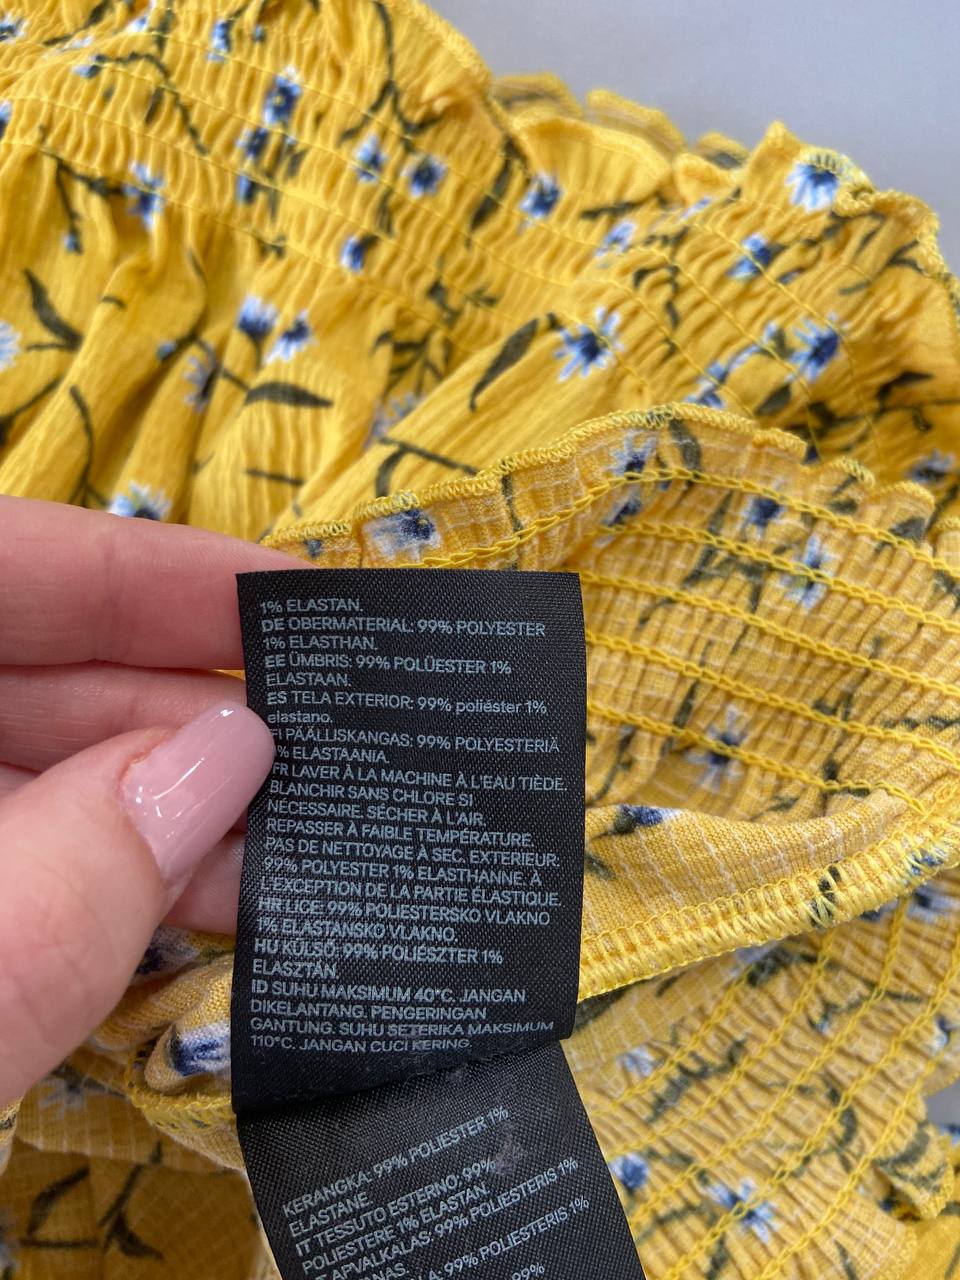 1% ELASTAN.
DE OBERMATERIAL: 99% POLYESTER
1% ELASTHAN.
EE ÜMBRIS: 99% POLÜESTER 1%
ELASTAAN.
ES TELA EXTERIOR: 99% poliéster 1%
elastano.
FI PÄÄLLISKANGAS: 99% POLYESTERIÄ
1% ELASTAANIA.
FR LAVER À LA MACHINE À L'EAU TIÈDE.
BLANCHIR SANS CHLORE SI
NÉCESSAIRE. SÉCHER À L'AIR.
REPASSER À FAIBLE TEMPÉRATURE.
PAS DE NETTOYAGE À SEC. EXTERIEUR:
99% POLYESTER 1% ELASTHANNE. À
L'EXCEPTION DE LA PARTIE ÉLASTIQUE.
HR LICE: 99% POLIESTERSKO VLAKNO
1% ELASTANSKO VLAKNO.
HU KÜLSŐ: 99% POLIÉSZTER 1%
ELASZTÁN.
ID SUHU MAKSIMUM 40°C. JANGAN
DIKELANTANG. PENGERINGAN
GANTUNG. SUHU SETERIKA MAKSIMUM
110°C. JANGAN CUCI KERING.
KERANGKA: 99% POLIESTER 1%
ELASTANE
IT TESSUTO ESTERNO: 99%
POLIESTERE 1% ELASTAN.
APVALKALAS: 99% POLIESTERIS 1%
99% POLIESTERIS 1%
99%